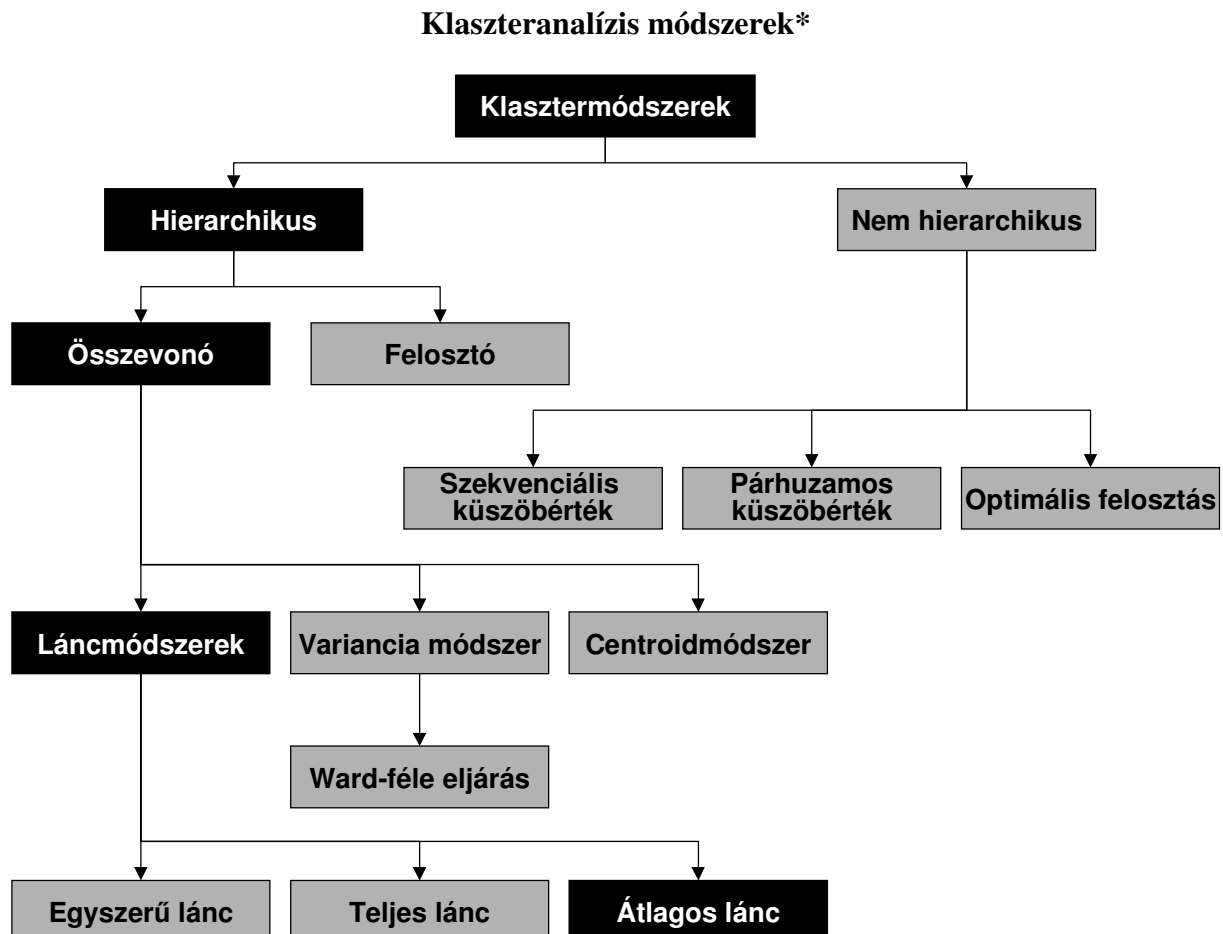 Klaszteranalízis módszerek*
Klasztermódszerek
Hierarchikus
Nem hierarchikus
Összevonó
Felosztó
Szekvenciális
küszöbérték
Párhuzamos
küszöbérték
Optimális felosztás
Láncmódszerek
Variancia módszer
Centroidmódszer
Ward-féle eljárás
Egyszerű lánc
Teljes lánc
Átlagos lánc